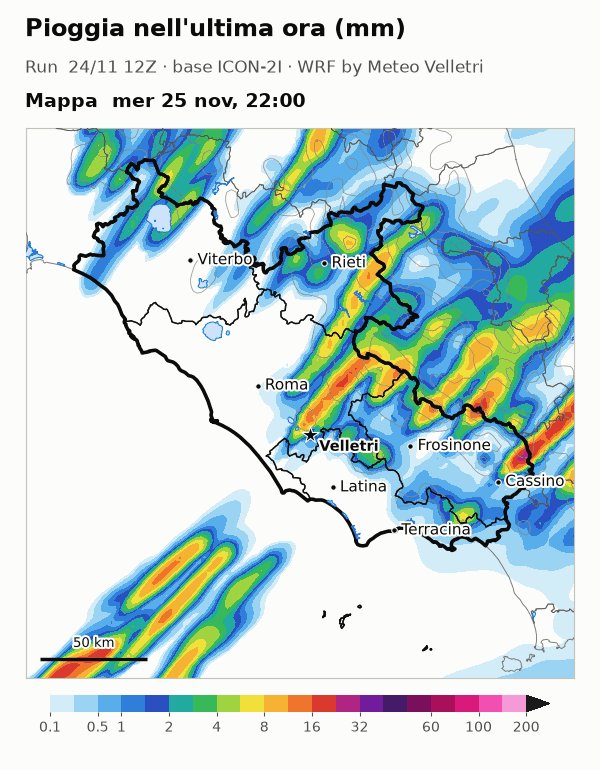 Pioggia nell'ultima ora (mm)
Run 24/11 12Z · base ICON-2I · WRF by Meteo Velletri
Mappa mer 25 nov, 22:00
Viterbo
Rieti
Roma
Velletri
Frosinone
Cassino
Latina
Terracina
50 km
0.1 0.5 1 2 4 8 16 32 60 100 200